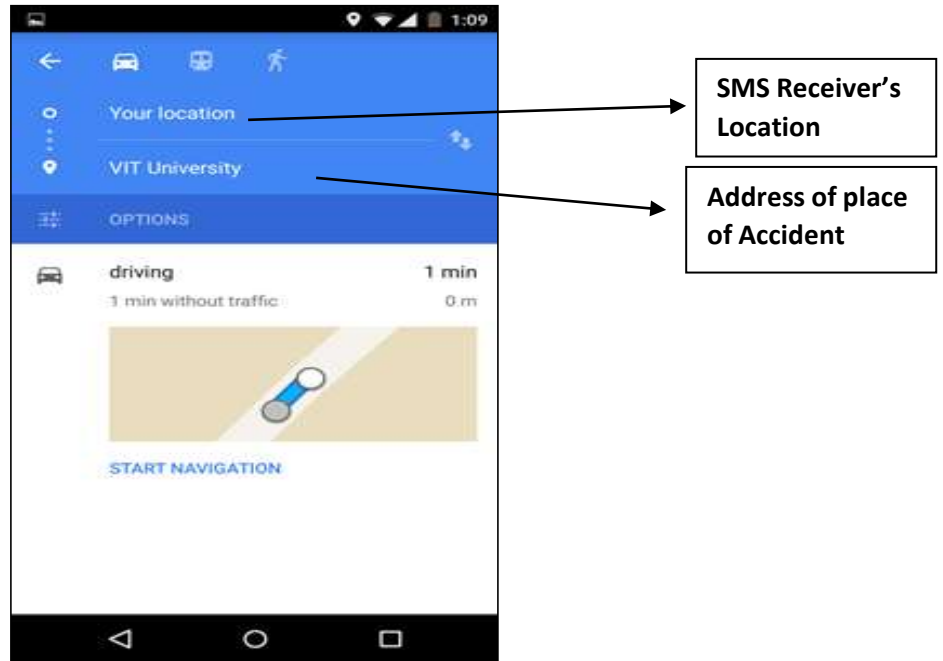 1:09
Your location
VIT University
OPTIONS
driving 1 min
1 min without traffic 0 m
START NAVIGATION
SMS Receiver’s
Location
Address of place
of Accident